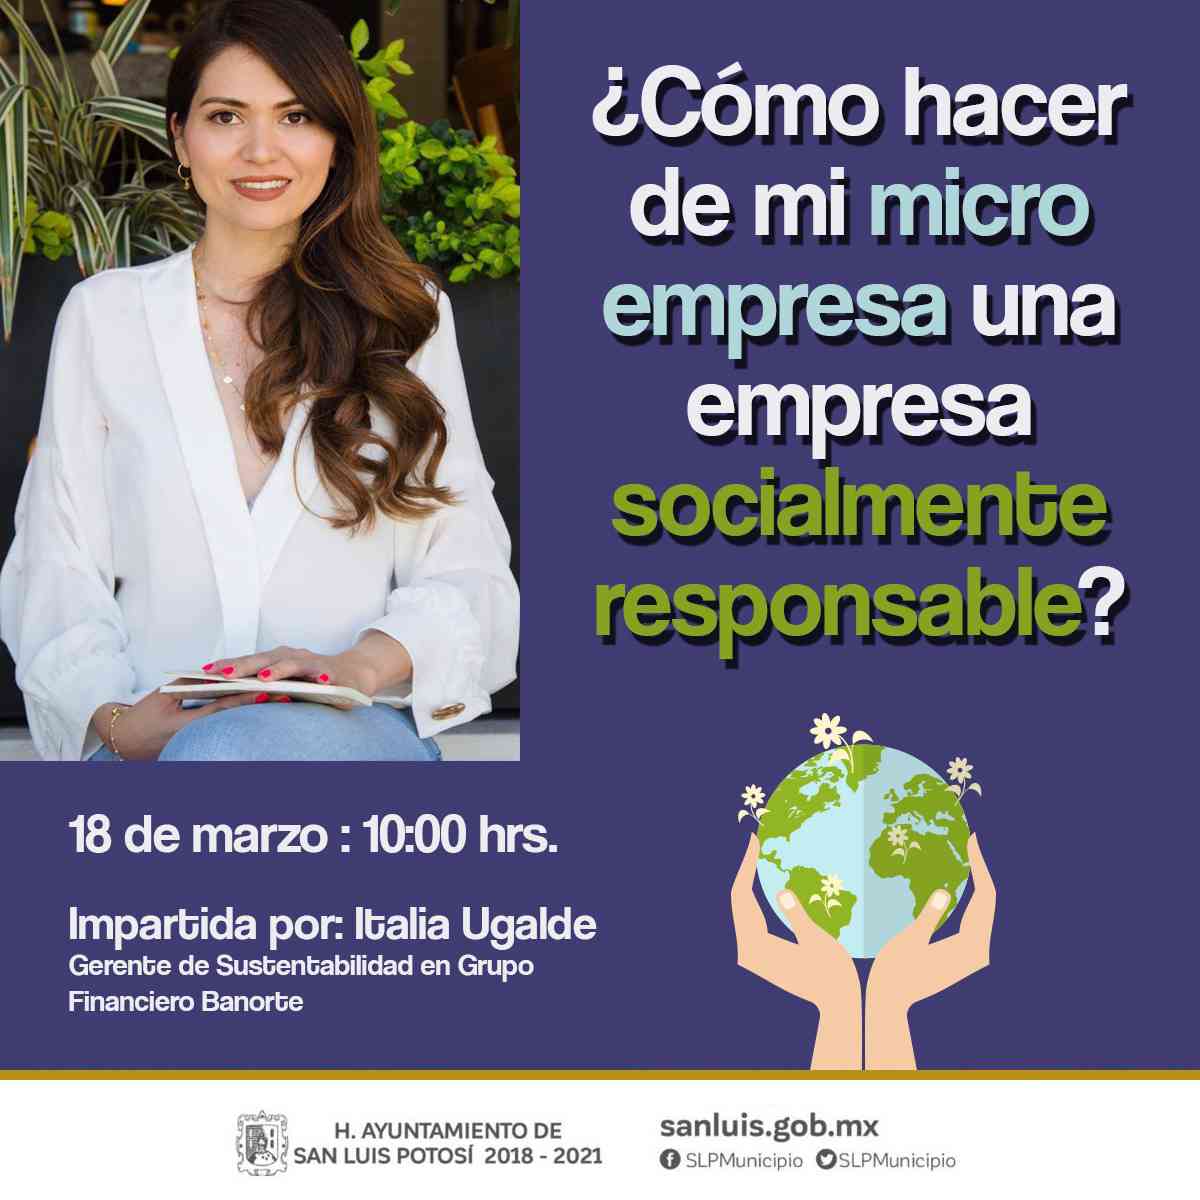 ¿Cómo hacer
de mi micro
empresa una
empresa
socialmente
responsable?
18 de marzo : 10:00 hrs.
Impartida por: Italia Ugalde
Gerente de Sustentabilidad en Grupo
Financiero Banorte
H. AYUNTAMIENTO DE
SAN LUIS POTOSÍ 2018 - 2021
sanluis.gob.mx
SLPMunicipio SLPMunicipio